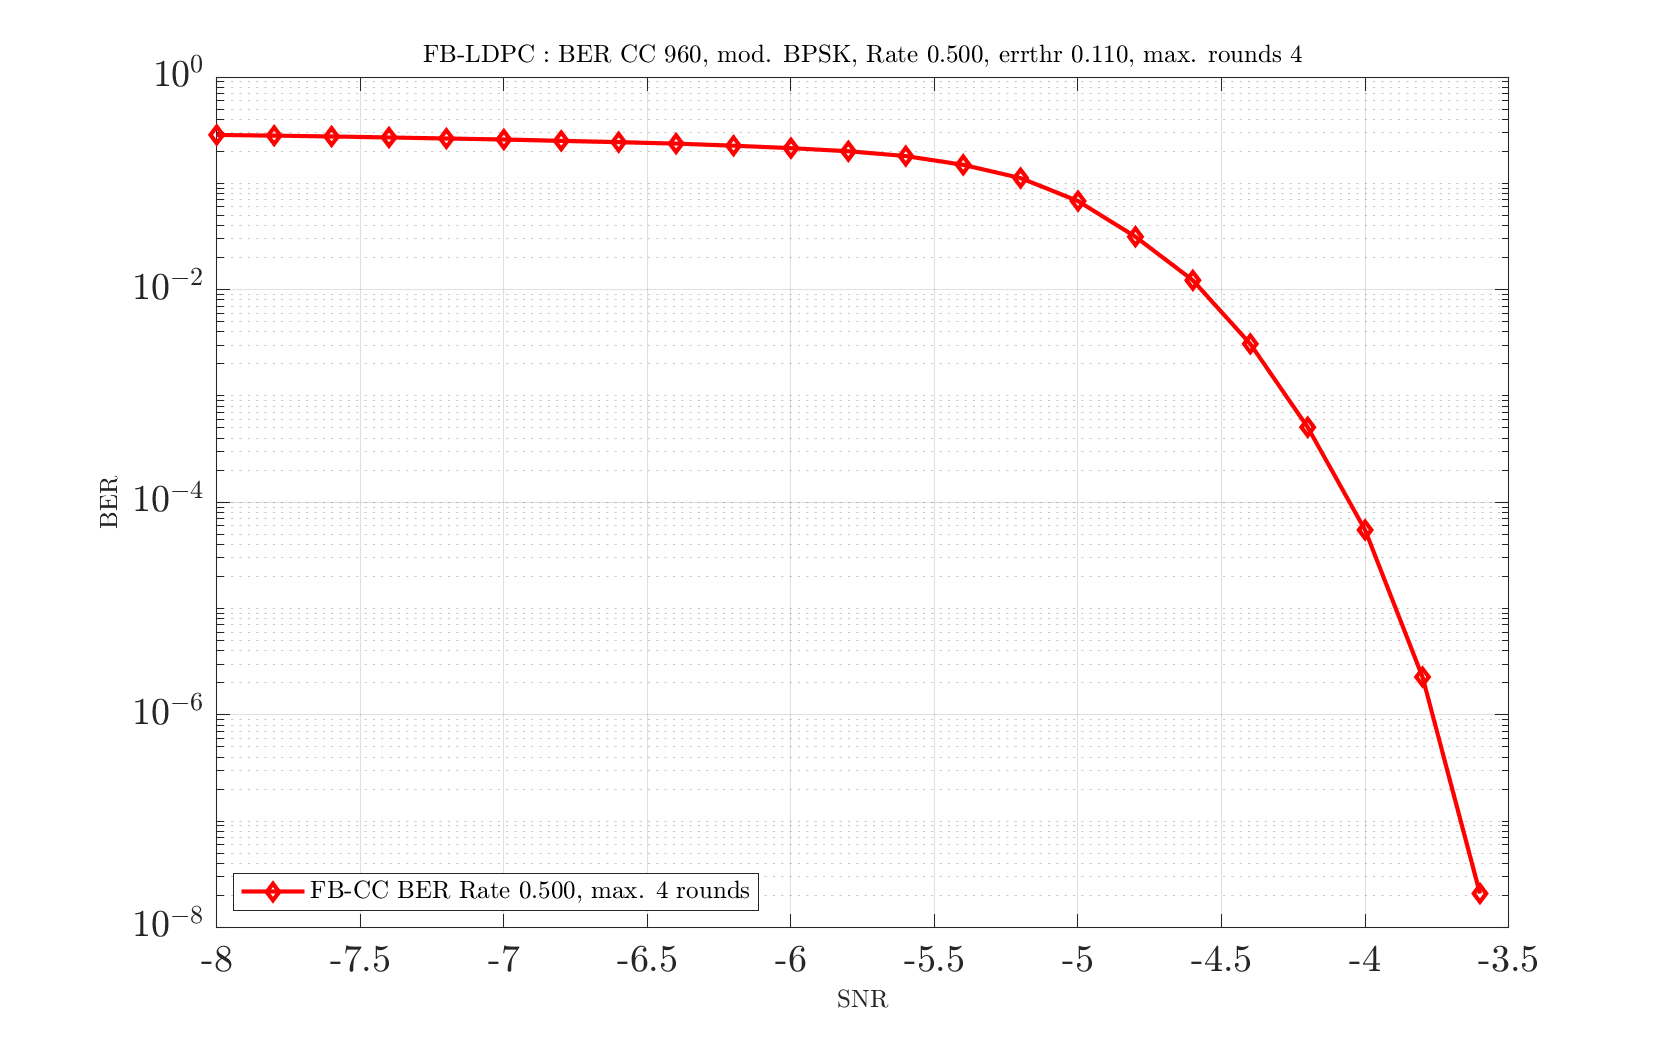 FB-LDPC : BER CC 960, mod. BPSK, Rate 0.500, errthr 0.110, max. rounds 4
10^0
10^-2
10^-4
10^-6
10^-8
BER
FB-CC BER Rate 0.500, max. 4 rounds
-8 -7.5 -7 -6.5 -6 -5.5 -5 -4.5 -4 -3.5
SNR